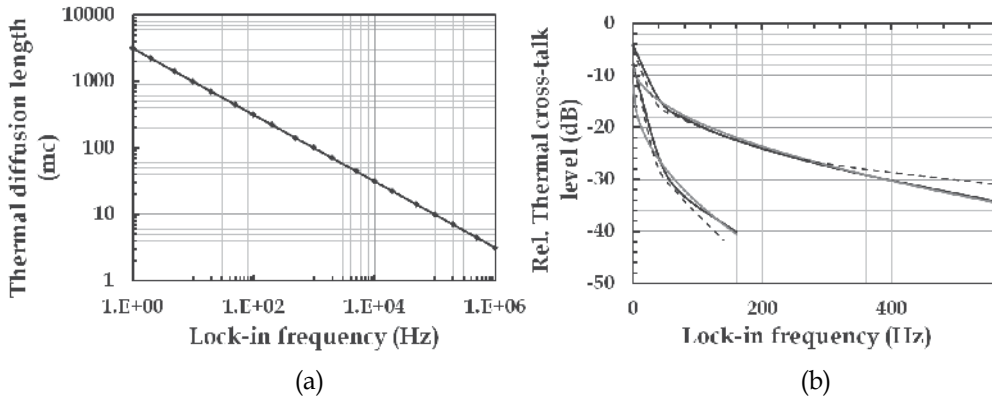 10000
1000
100
10
1
Thermal diffusion length
(mc)
1.E+00 1.E+02 1.E+04 1.E+06
Lock-in frequency (Hz)
(a)
0
-10
-20
-30
-40
-50
Rel. Thermal cross-talk
level (dB)
0 200 400
Lock-in frequency (Hz)
(b)